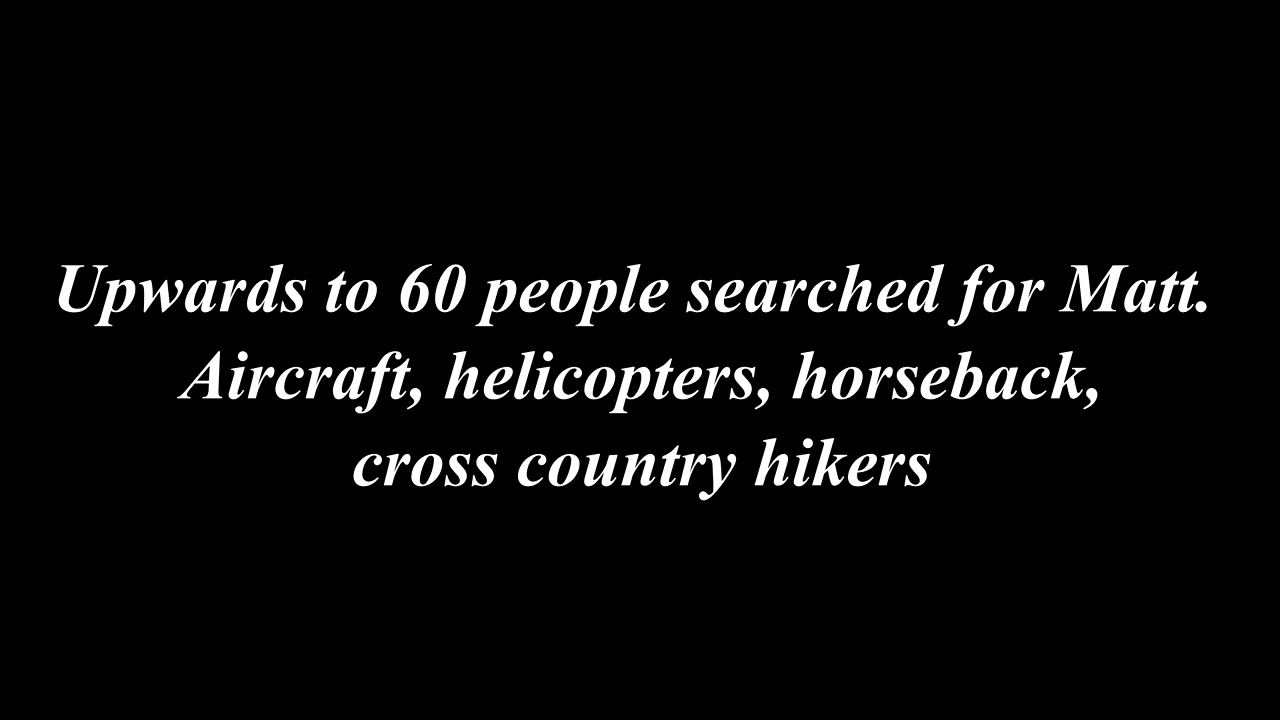 Upwards to 60 people searched for Matt.
Aircraft, helicopters, horseback,
cross country hikers